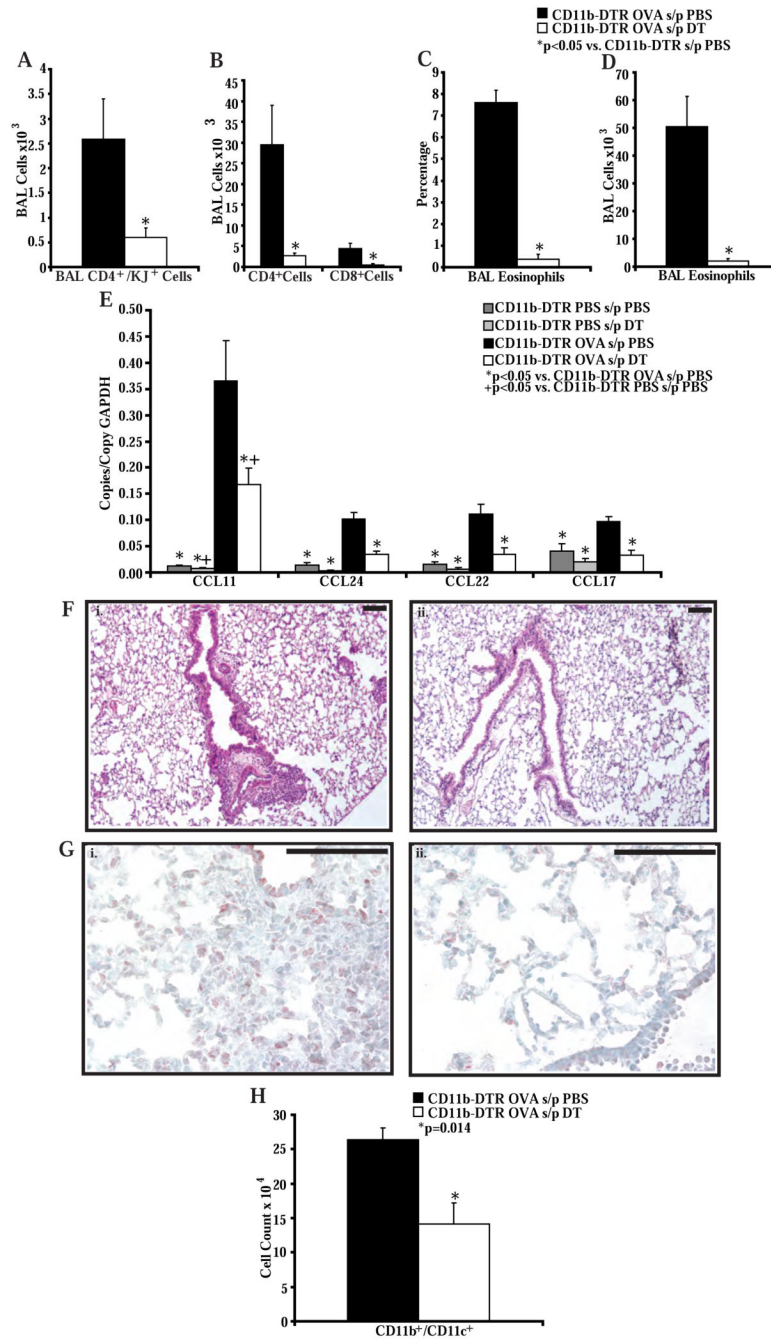 CD11b-DTR OVA s/p PBS
CD11b-DTR OVA s/p DT
*p<0.05 vs. CD11b-DTR s/p PBS
A
BAL Cells x10 3
4
3.5
3
2.5
2
1.5
1
0.5
0
*
BAL CD4+/KJ+ Cells
B
BAL Cells x10 3
45
40
35
30
25
20
15
10
5
0
*
*
CD4+Cells
CD8+Cells
C
Percentage
9
8
7
6
5
4
3
2
1
0
*
BAL Eosinophils
D
BAL Cells x10 3
70
60
50
40
30
20
10
0
*
BAL Eosinophils
E
CD11b-DTR PBS s/p PBS
CD11b-DTR PBS s/p DT
CD11b-DTR OVA s/p PBS
CD11b-DTR OVA s/p DT
*p<0.05 vs. CD11b-DTR OVA s/p PBS
+p<0.05 vs. CD11b-DTR PBS s/p PBS
Copies/Copy GAPDH
0.50
0.45
0.40
0.35
0.30
0.25
0.20
0.15
0.10
0.05
0.00
* *+ *+
* * *
* * *
* * *
CCL11 CCL24 CCL22 CCL17
F
i.
ii.
G
i.
ii.
H
CD11b-DTR OVA s/p PBS
CD11b-DTR OVA s/p DT
*p=0.014
Cell Count x 10 4
30
25
20
15
10
5
0
*
CD11b+/CD11c+